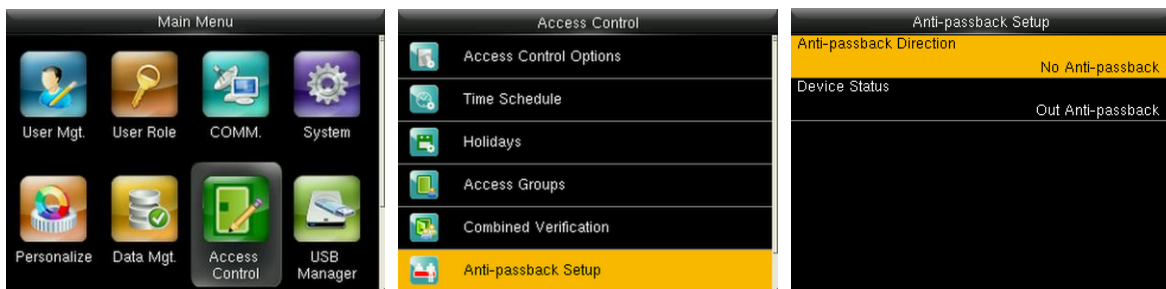 Main Menu
User Mgt.
User Role
COMM.
System
Personalize
Data Mgt.
Access
Control
USB
Manager
Access Control
Access Control Options
Time Schedule
Holidays
Access Groups
Combined Verification
Anti-passback Setup
Anti-passback Setup
Anti-passback Direction
No Anti-passback
Device Status
Out Anti-passback